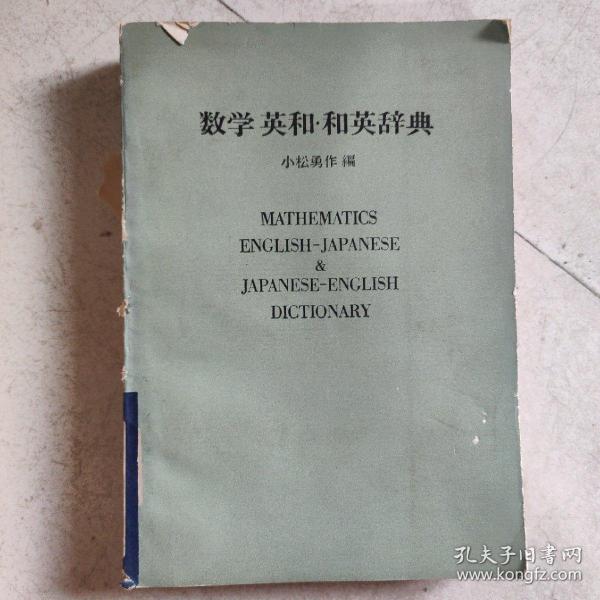 数学 英和·和英辞典
小松勇作 編
MATHEMATICS
ENGLISH-JAPANESE
&
JAPANESE-ENGLISH
DICTIONARY
孔夫子旧书网
www.kongfz.com